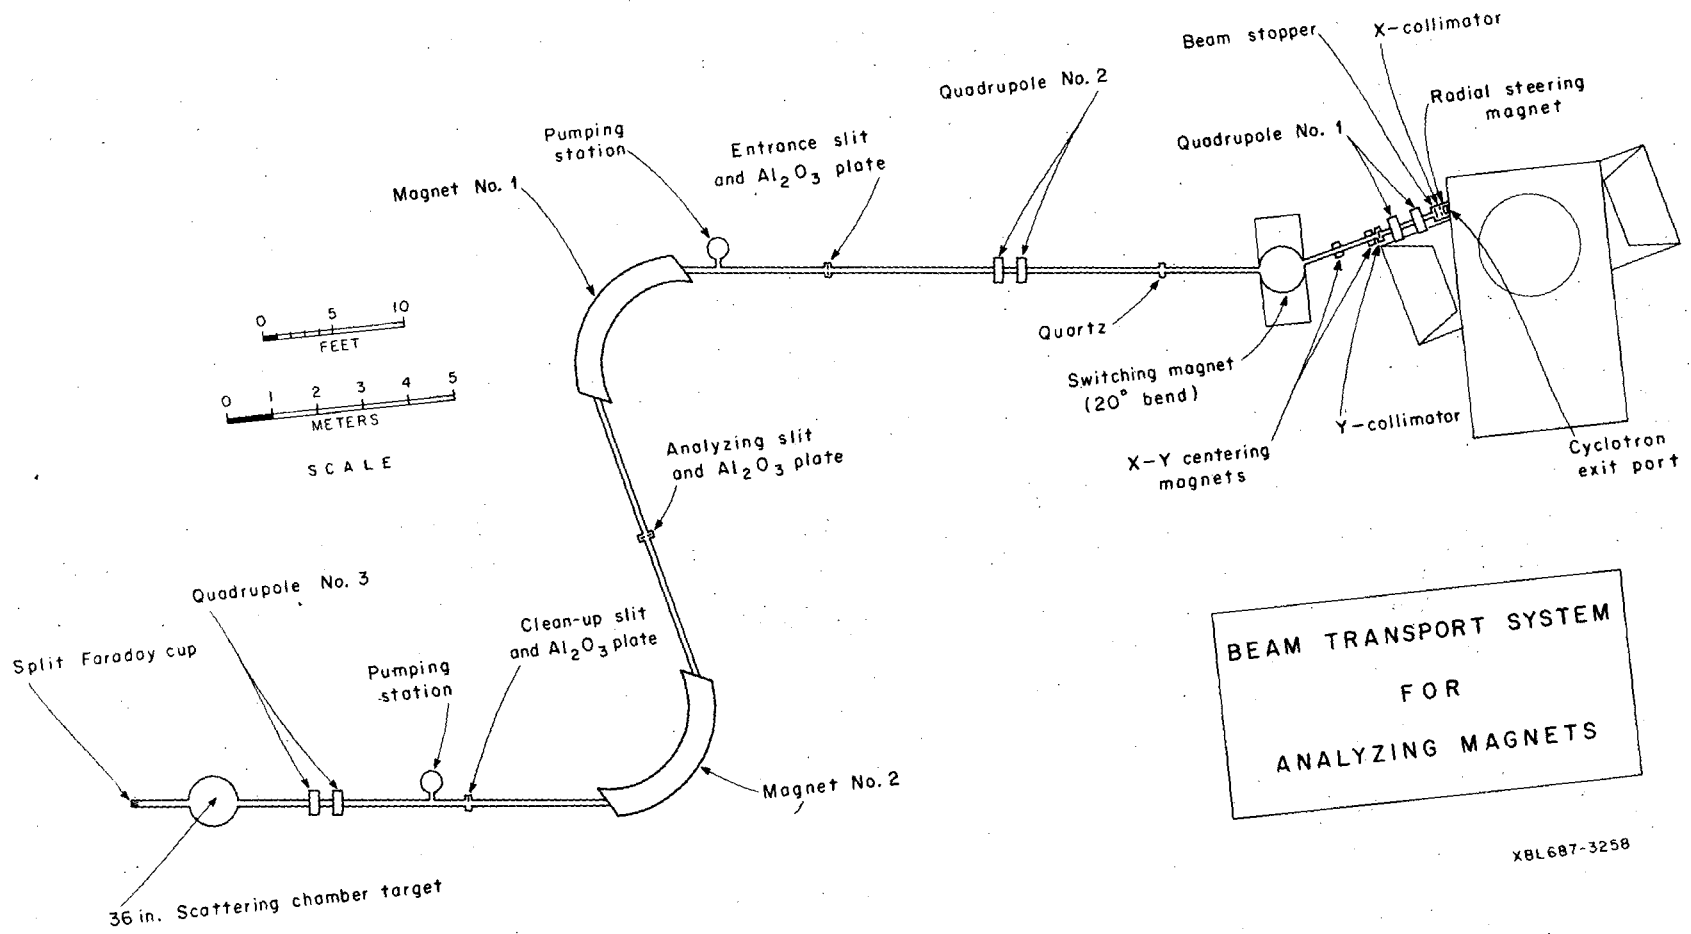 Beam stopper
X-collimator
Quadrupole No. 2
Radial steering
magnet
Pumping
station
Entrance slit
and Al2O3 plate
Quadrupole No. 1
Magnet No. 1
0 5 10
FEET
Quartz
Switching magnet
(20° bend)
0 1 2 3 4 5
METERS
SCALE
Y-collimator
Analyzing slit
and Al2O3 plate
X-Y centering
magnets
Cyclotron
exit port
Quadrupole No. 3
Clean-up slit
and Al2O3 plate
Split Faraday cup
Pumping
station
BEAM TRANSPORT SYSTEM
FOR
ANALYZING MAGNETS
Magnet No. 2
36 in. Scattering chamber target
XBL687-3258